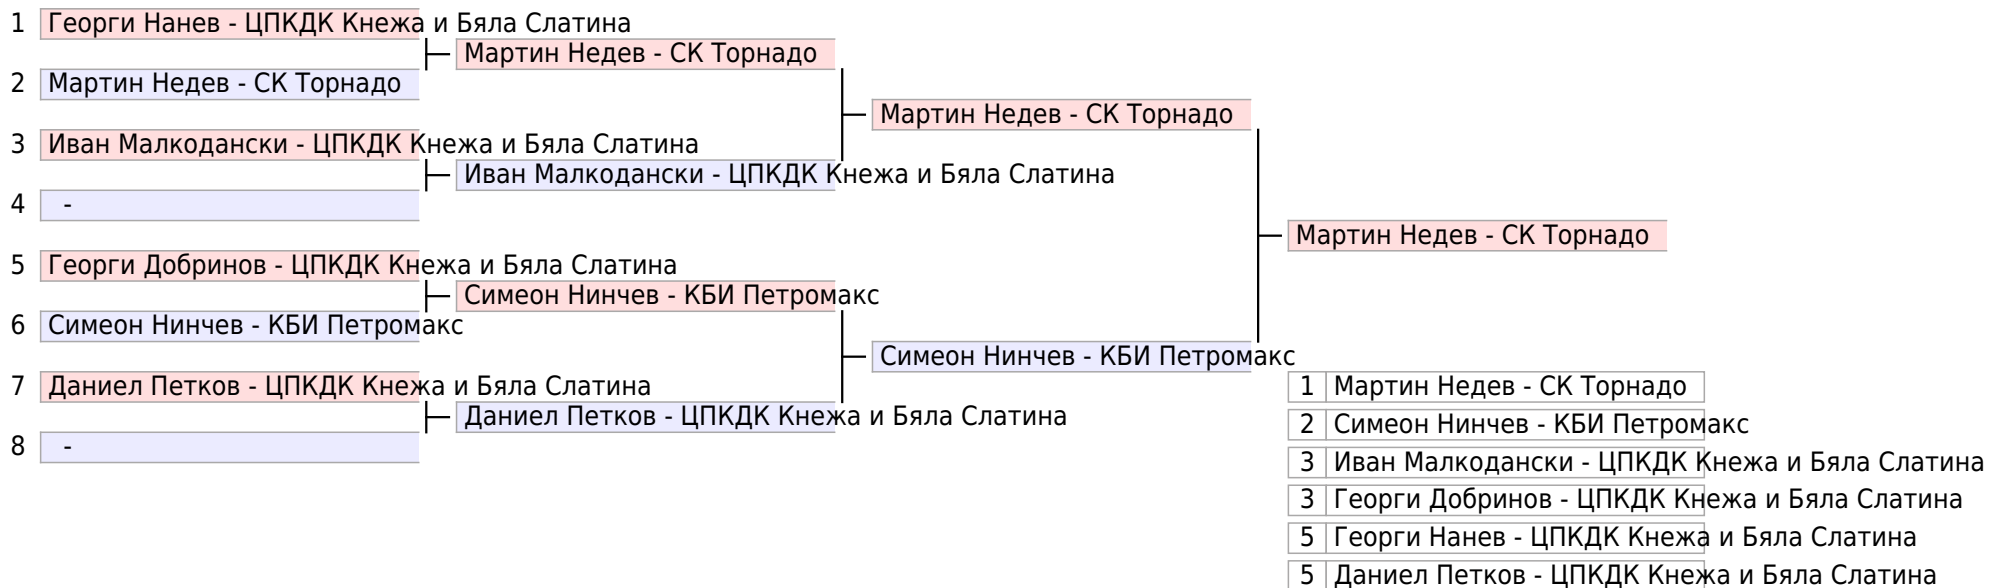 1 Георги Нанев - ЦПКДК Кнежа и Бяла Слатина
Мартин Недев - СК Торнадо
2 Мартин Недев - СК Торнадо
Мартин Недев - СК Торнадо
3 Иван Малкодански - ЦПКДК Кнежа и Бяла Слатина
Иван Малкодански - ЦПКДК Кнежа и Бяла Слатина
4 -
Мартин Недев - СК Торнадо
5 Георги Добринов - ЦПКДК Кнежа и Бяла Слатина
Симеон Нинчев - КБИ Петромакс
6 Симеон Нинчев - КБИ Петромакс
Симеон Нинчев - КБИ Петромакс
7 Даниел Петков - ЦПКДК Кнежа и Бяла Слатина
Даниел Петков - ЦПКДК Кнежа и Бяла Слатина
8 -
1 Мартин Недев - СК Торнадо
2 Симеон Нинчев - КБИ Петромакс
3 Иван Малкодански - ЦПКДК Кнежа и Бяла Слатина
3 Георги Добринов - ЦПКДК Кнежа и Бяла Слатина
5 Георги Нанев - ЦПКДК Кнежа и Бяла Слатина
5 Даниел Петков - ЦПКДК Кнежа и Бяла Слатина